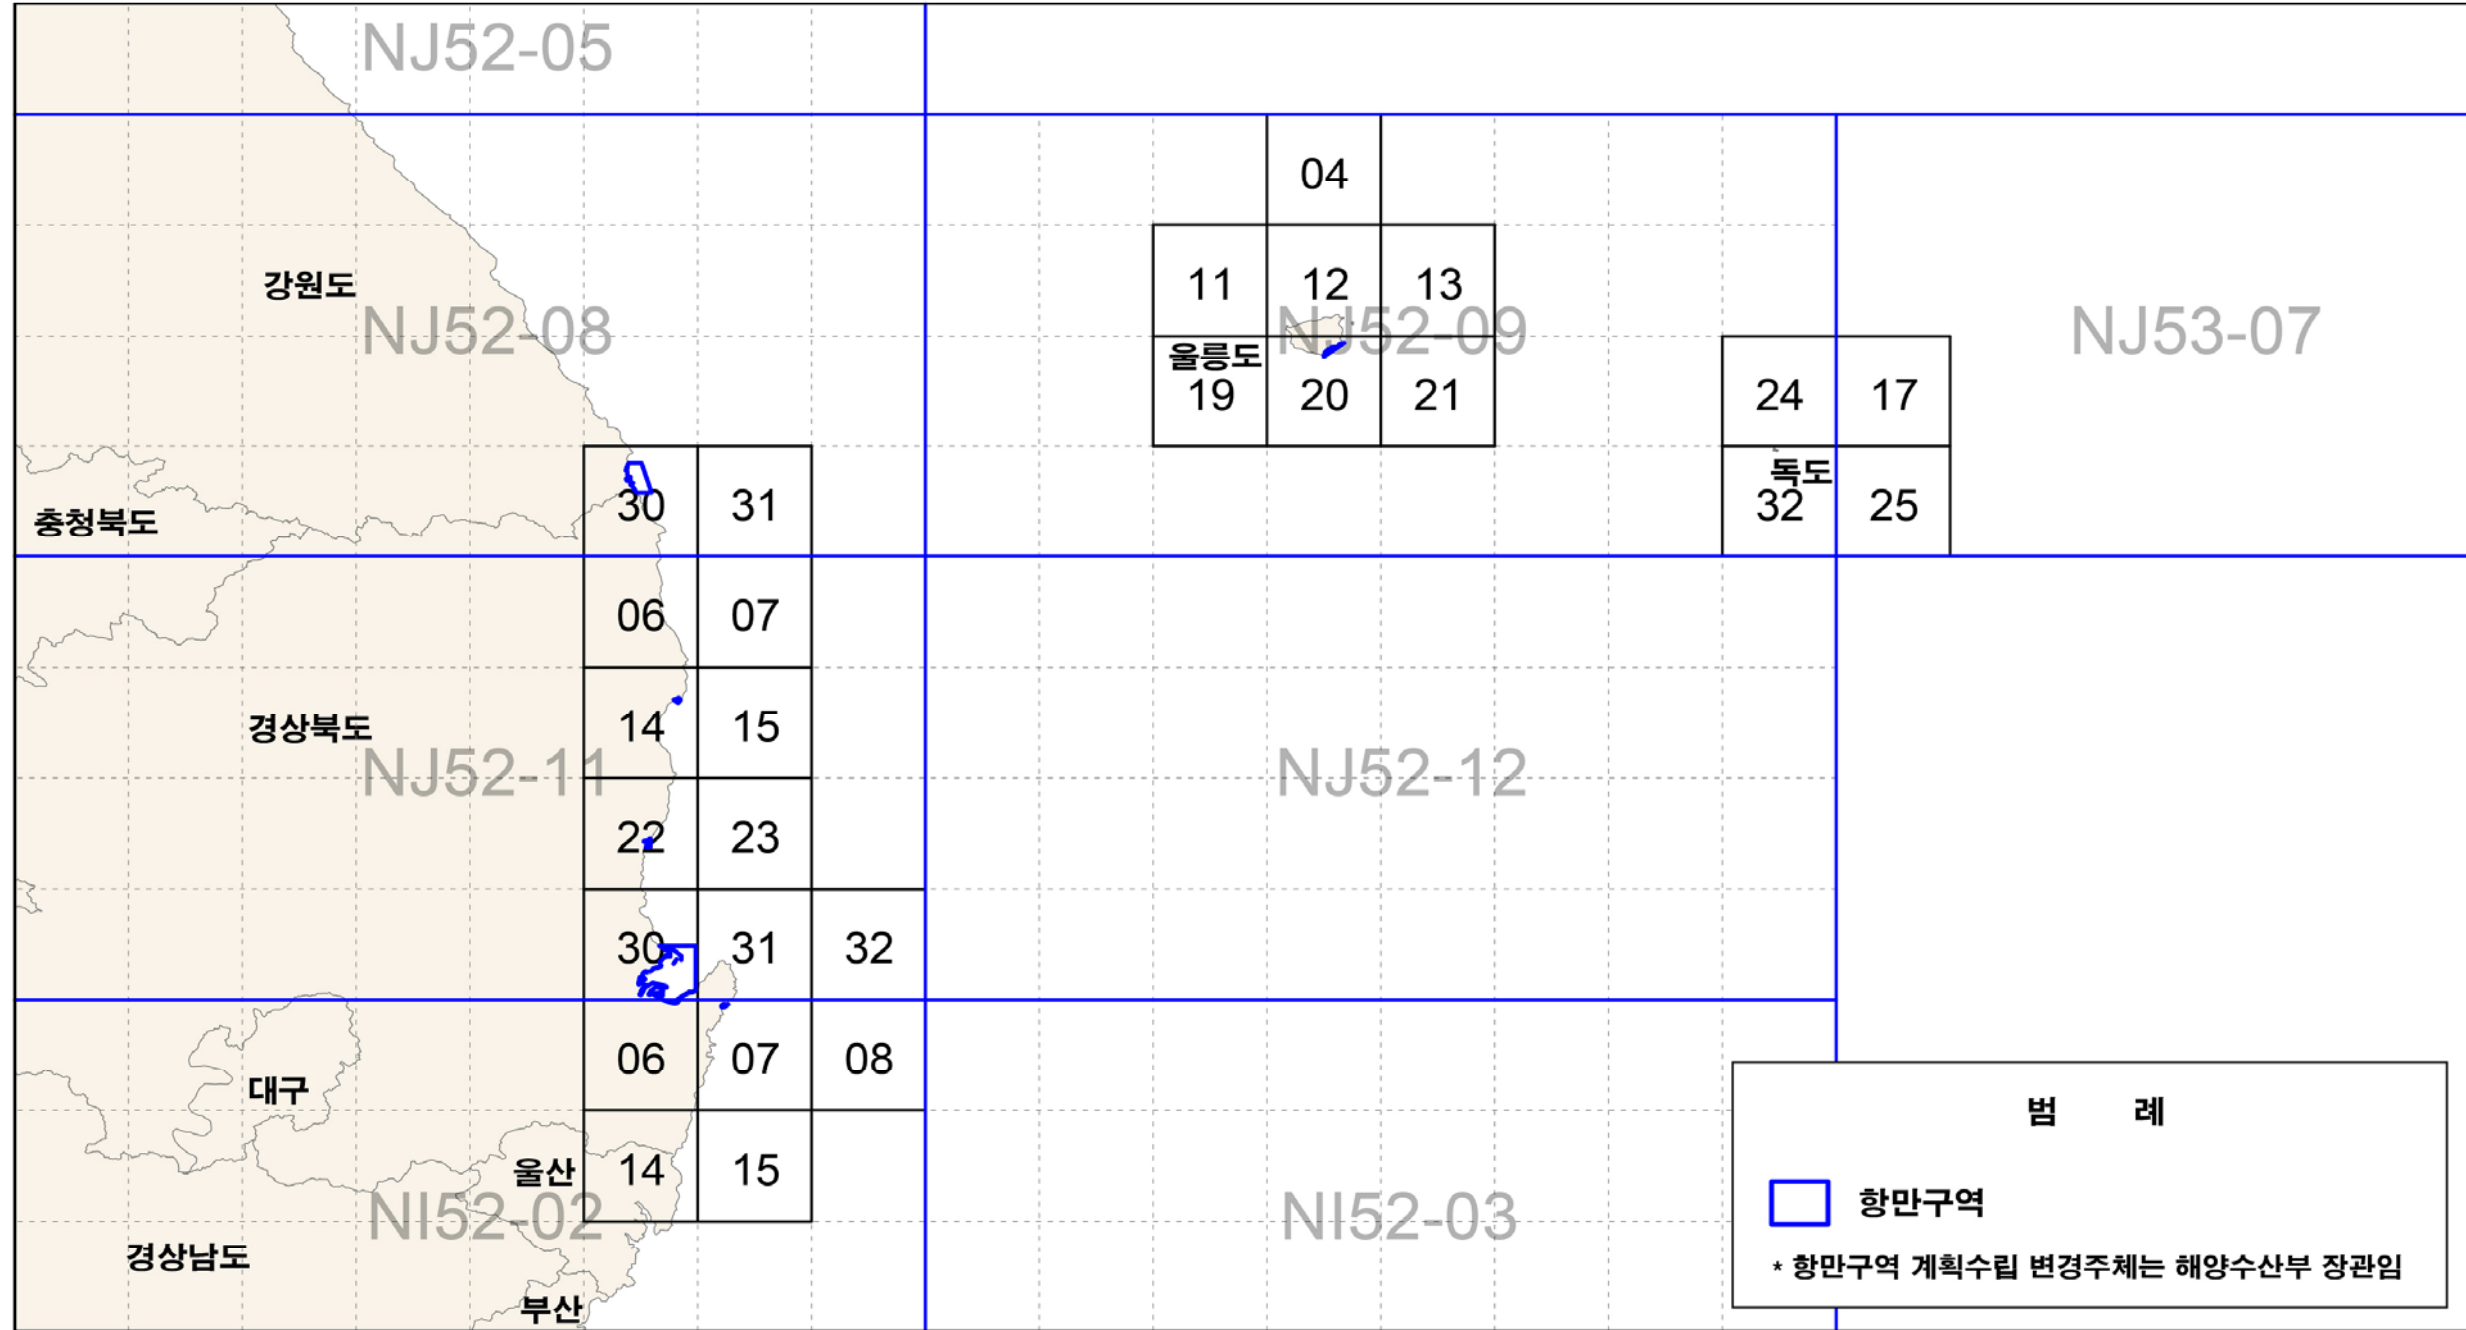 NJ52-05
04
강원도
11 12 13
NJ52-08
NJ52-09
NJ53-07
울릉도
19 20 21
24 17
독도
32 25
30 31
충청북도
06 07
14 15
경상북도
NJ52-11
NJ52-12
22 23
30 31 32
06 07 08
대구
울산
14 15
NI52-02
NI52-03
경상남도
부산
범 례
항만구역
* 항만구역 계획수립 변경주체는 해양수산부 장관임